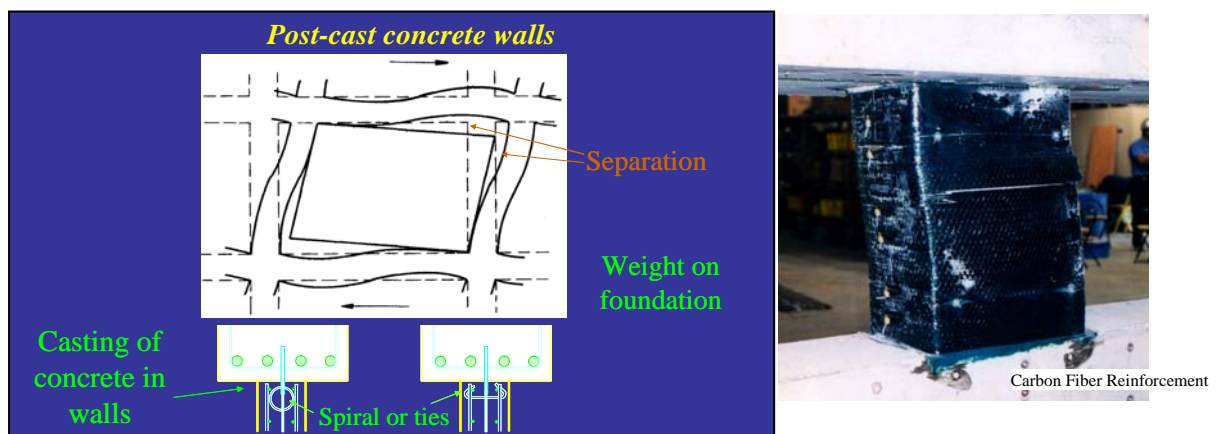 Post-cast concrete walls
Separation
Weight on
foundation
Casting of
concrete in
walls
Spiral or ties
Carbon Fiber Reinforcement